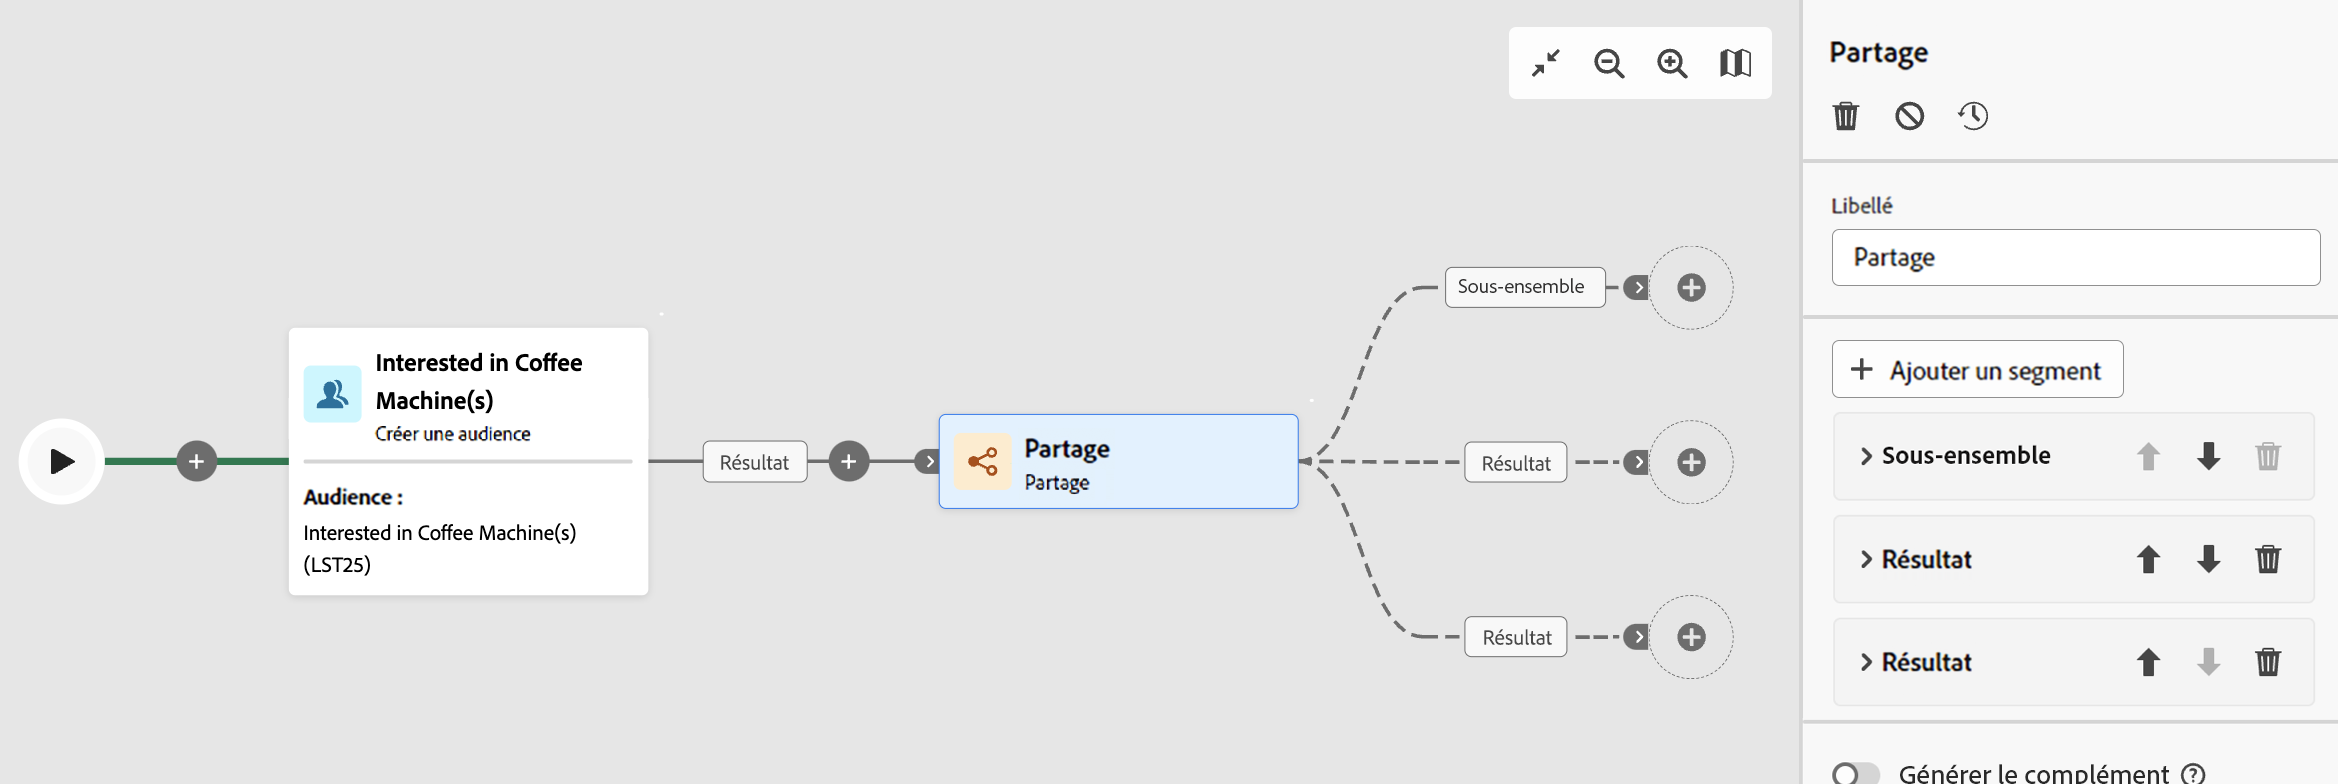 Interested in Coffee
Machine(s)
Créer une audience
Audience :
Interested in Coffee Machine(s)
(LST25)
Résultat
Partage
Partage
Sous-ensemble
Résultat
Résultat
Partage
Libellé
Partage
Ajouter un segment
Sous-ensemble
Résultat
Résultat
Générer le complément